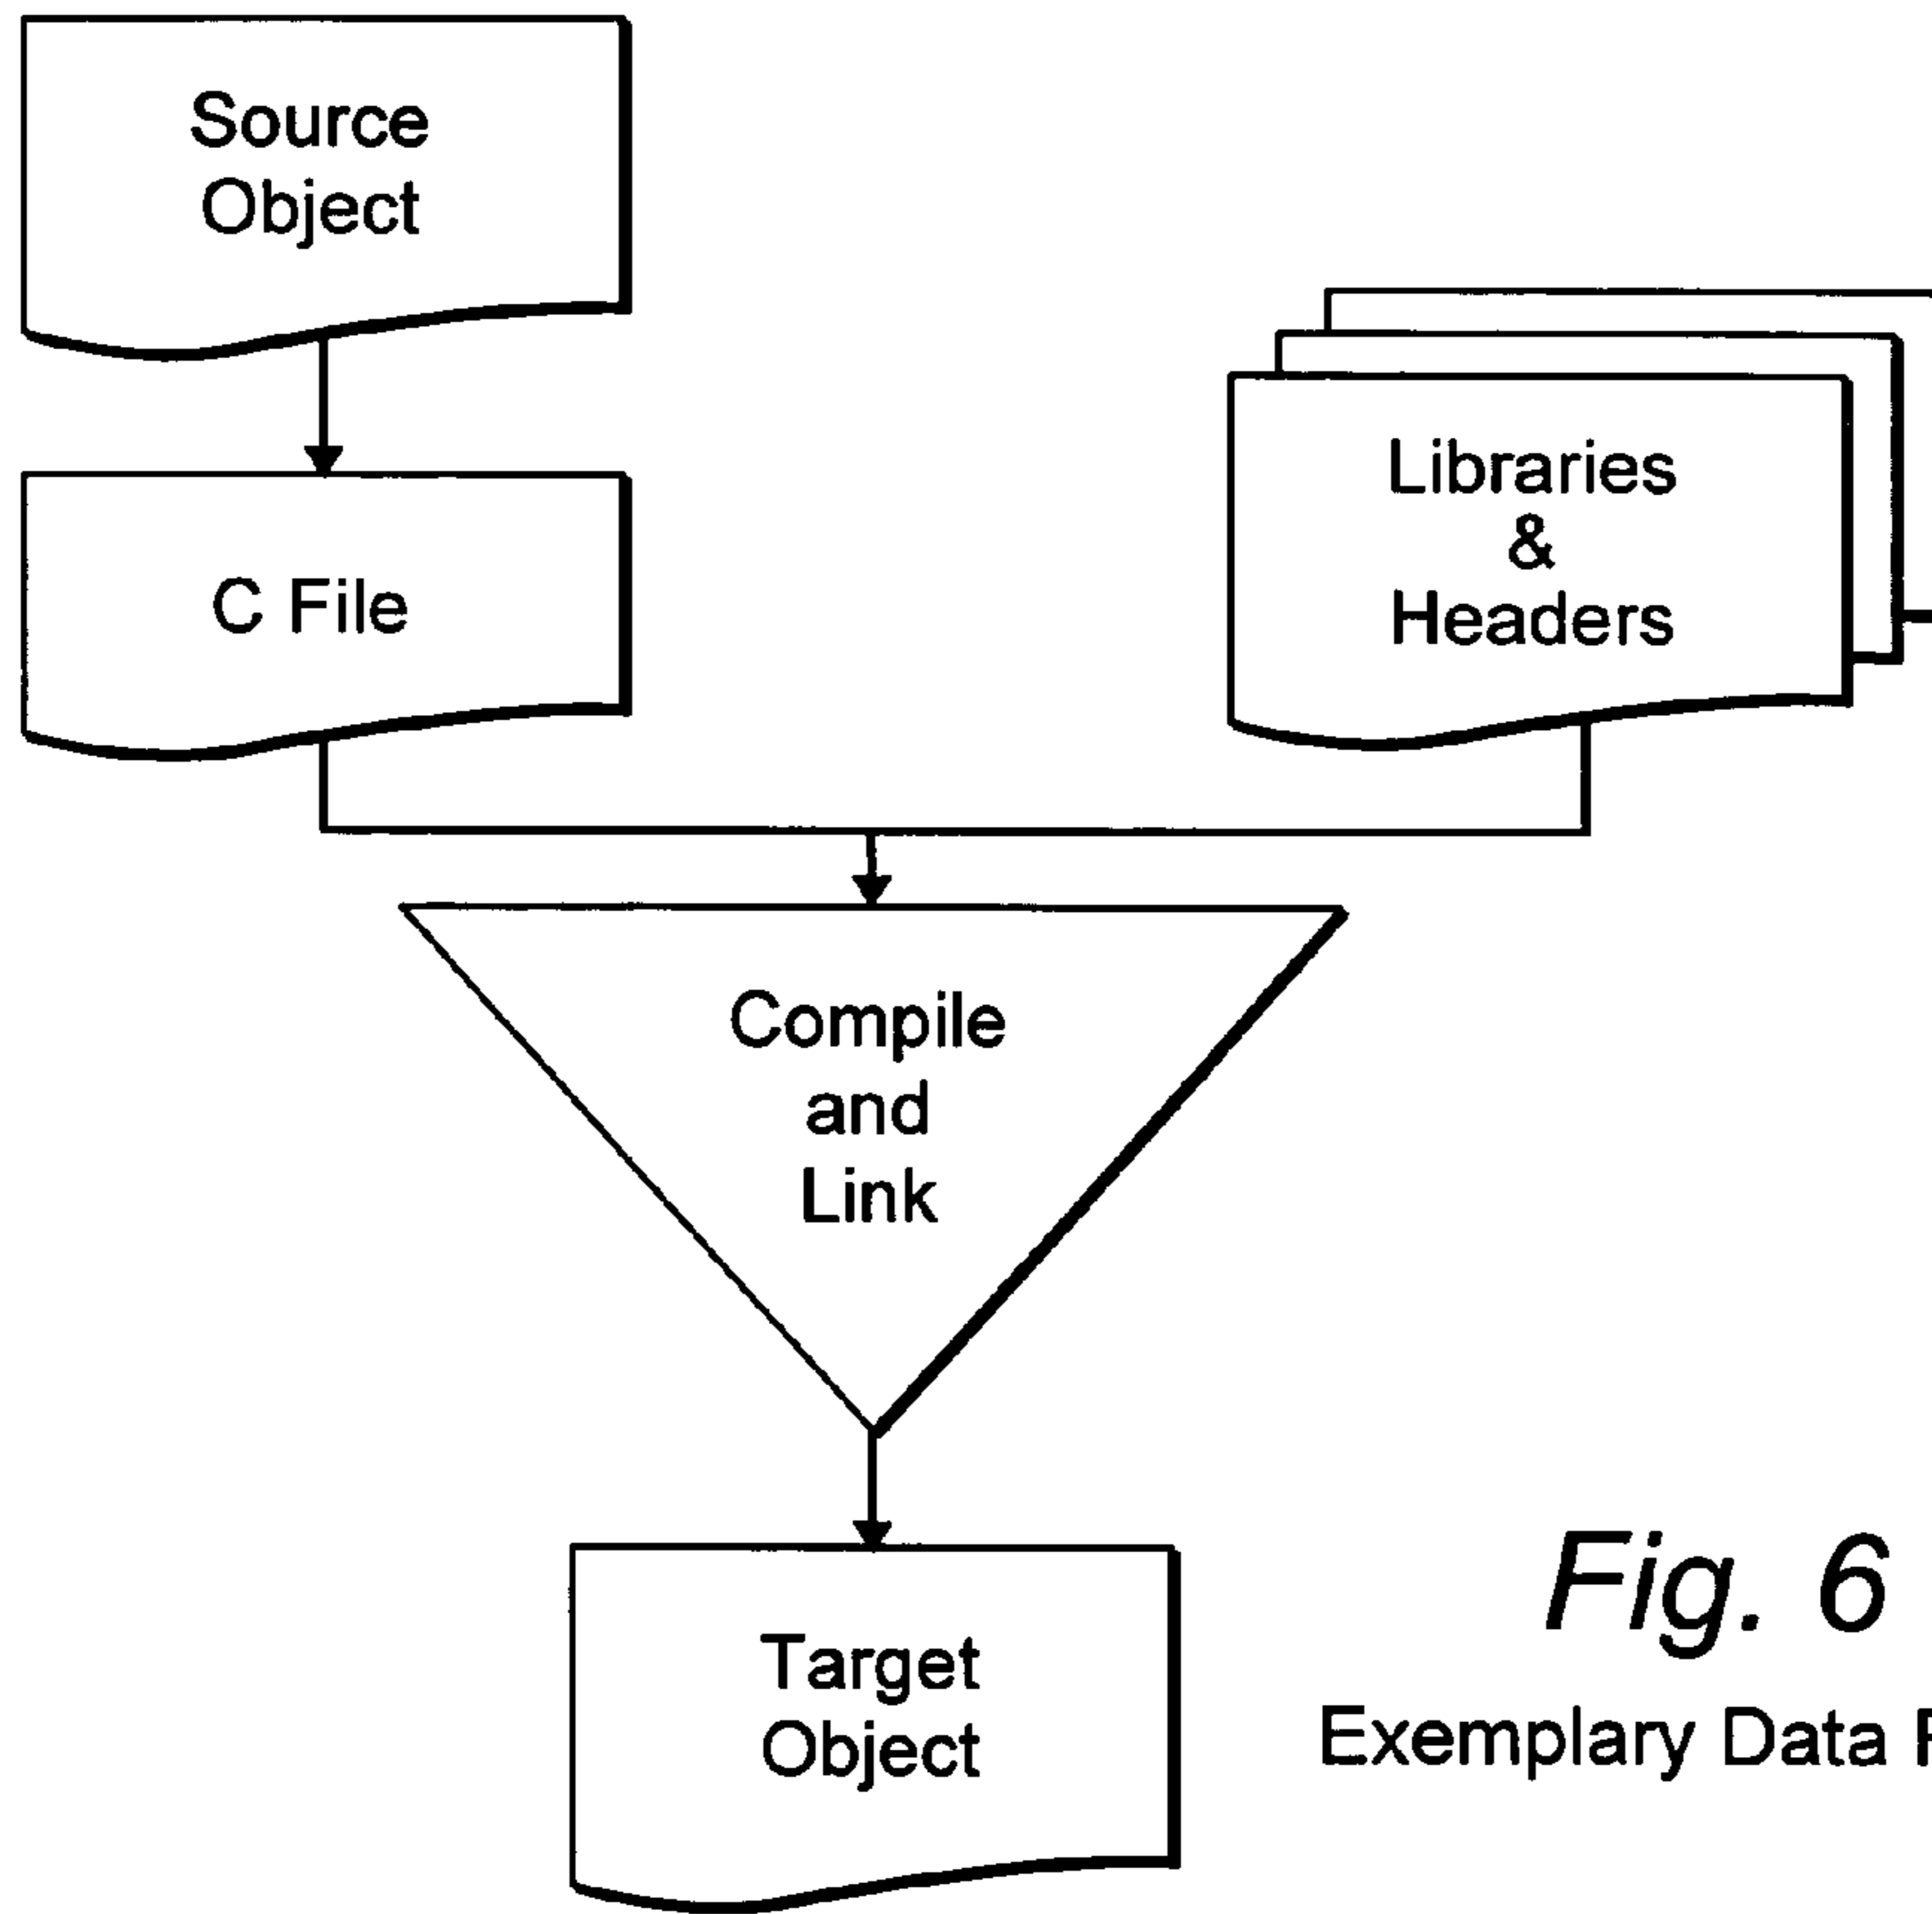 Source
Object
C File
Libraries
&
Headers
Compile
and
Link
Target
Object
Fig. 6
Exemplary Data